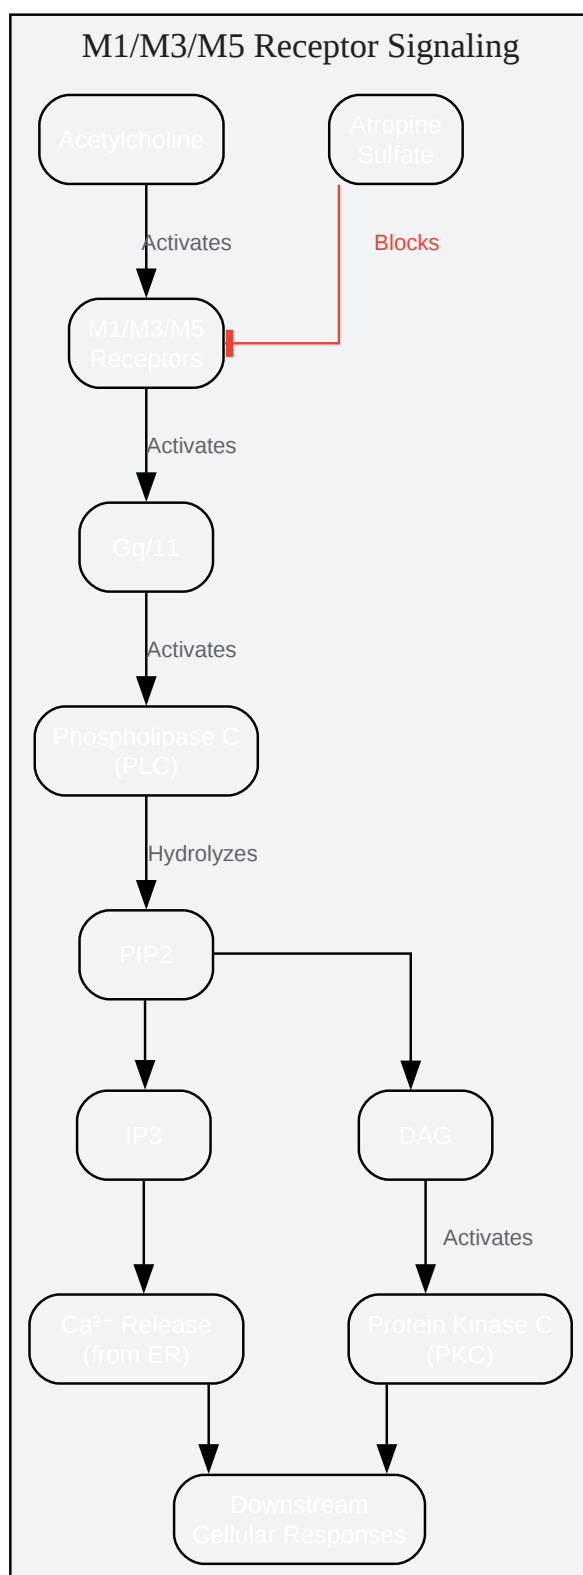 M1/M3/M5 Receptor Signaling
Acetylcholine
Atropine
Sulfate
Activates
Blocks
M1/M3/M5
Receptors
Activates
Gq/11
Activates
Phospholipase C
(PLC)
Hydrolyzes
PIP2
IP3
DAG
Activates
Ca²⁺ Release
(from ER)
Protein Kinase C
(PKC)
Downstream
Cellular Responses